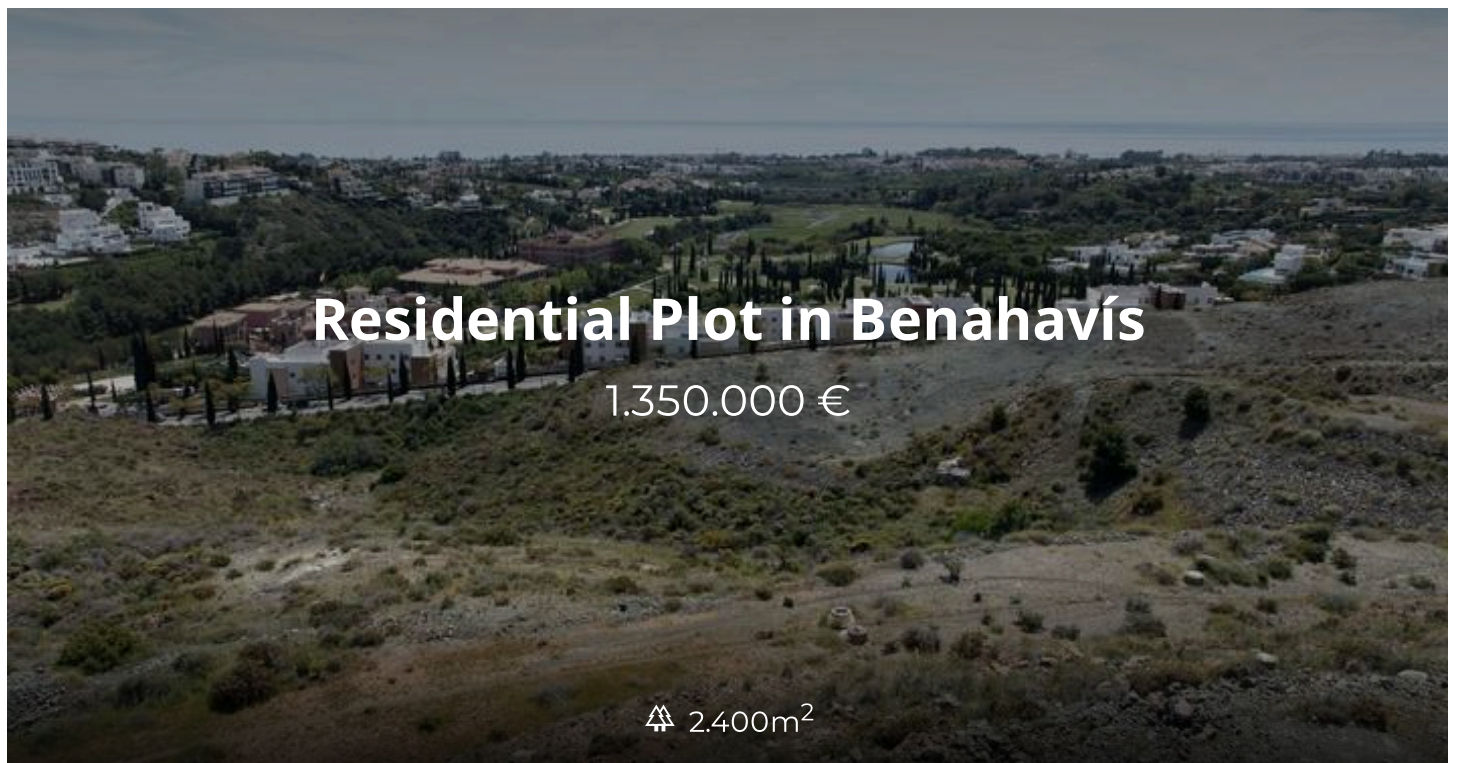 Residential Plot in Benahavís
1.350.000 €
2.400m²